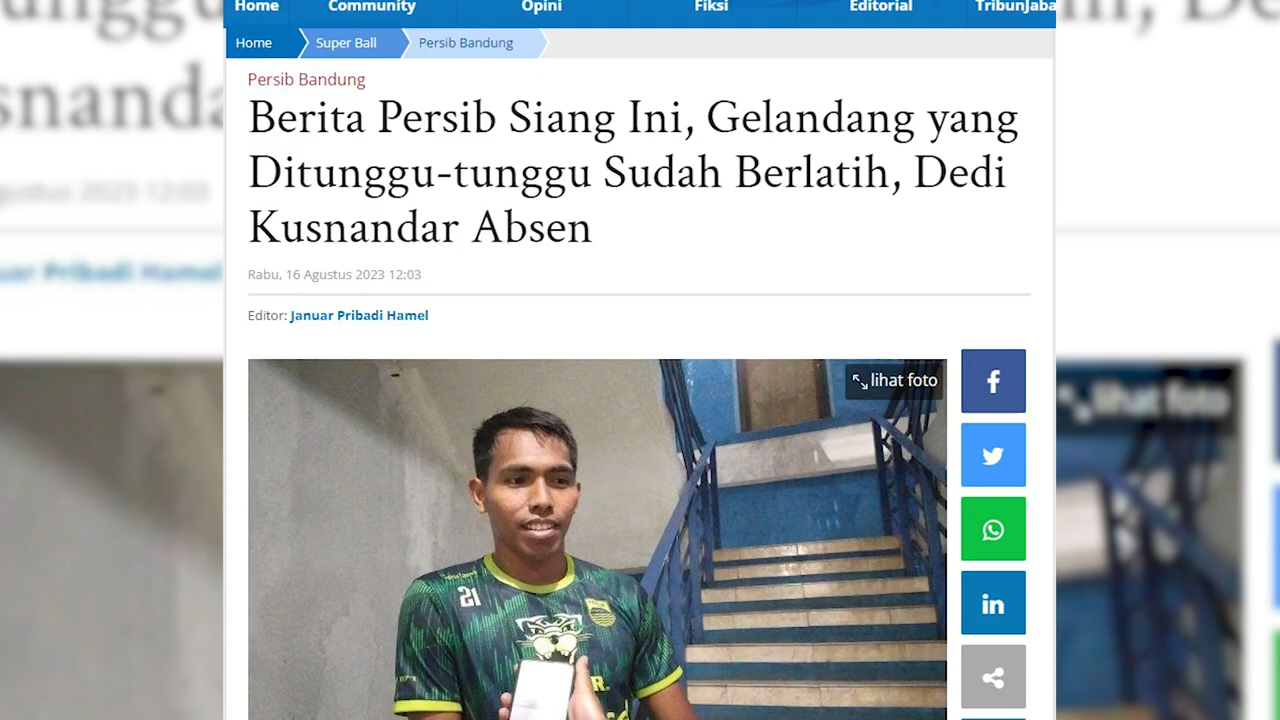 Home Community Opini Fiksi Editorial TribunJaba
Home Super Ball Persib Bandung
Persib Bandung
Berita Persib Siang Ini, Gelandang yang
Ditunggu-tunggu Sudah Berlatih, Dedi
Kusnandar Absen
Rabu, 16 Agustus 2023 12:03
Editor: Januar Pribadi Hamel
lihat foto
21